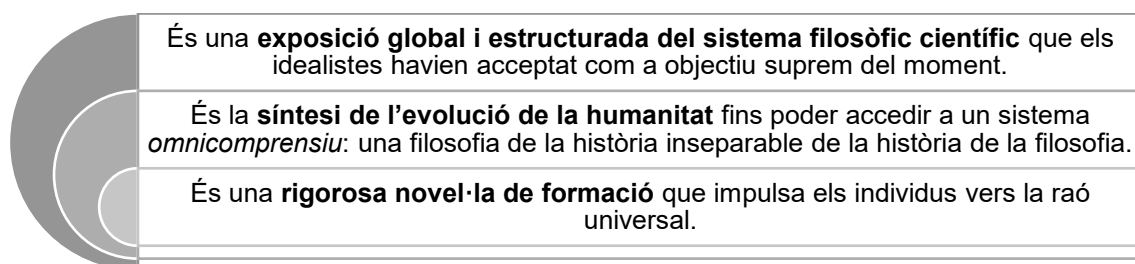 És una exposició global i estructurada del sistema filosòfic científic que els
idealistes havien acceptat com a objectiu suprem del moment.
És la síntesi de l'evolució de la humanitat fins poder accedir a un sistema
omnicomprensiu: una filosofia de la història inseparable de la història de la filosofia.
És una rigorosa novel·la de formació que impulsa els individus vers la raó
universal.